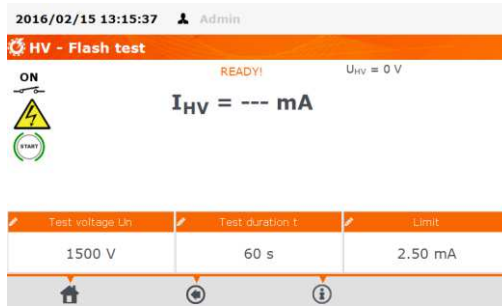 2016/02/15 13:15:37 Admin
HV - Flash test
ON
READY!
UHV = 0 V
IHV = --- mA
START
Test voltage Un
Test duration t
Limit
1500 V
60 s
2.50 mA